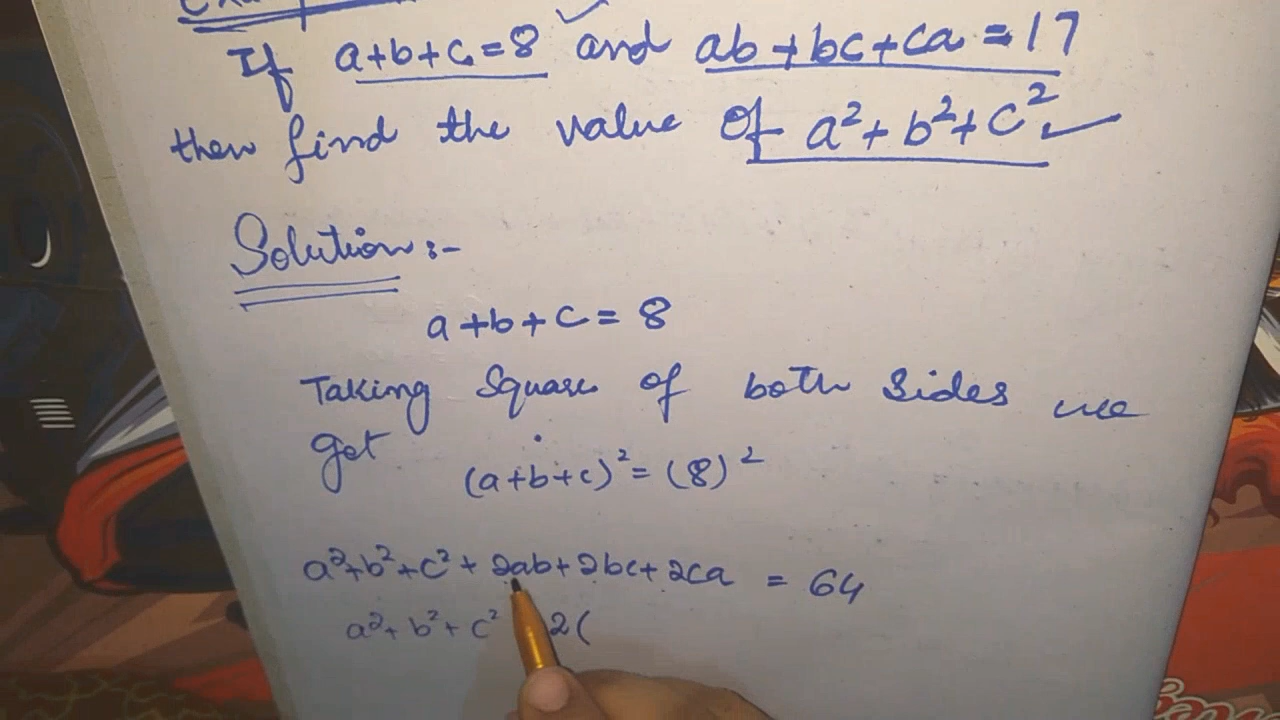 If a+b+c=8 and ab+bc+ca=17
then find the value of a²+b²+c²
Solution:-
a+b+c=8
Taking Square of both sides we
get
(a+b+c)²=(8)²
a²+b²+c²+2ab+2bc+2ca = 64
a²+b²+c² 2(